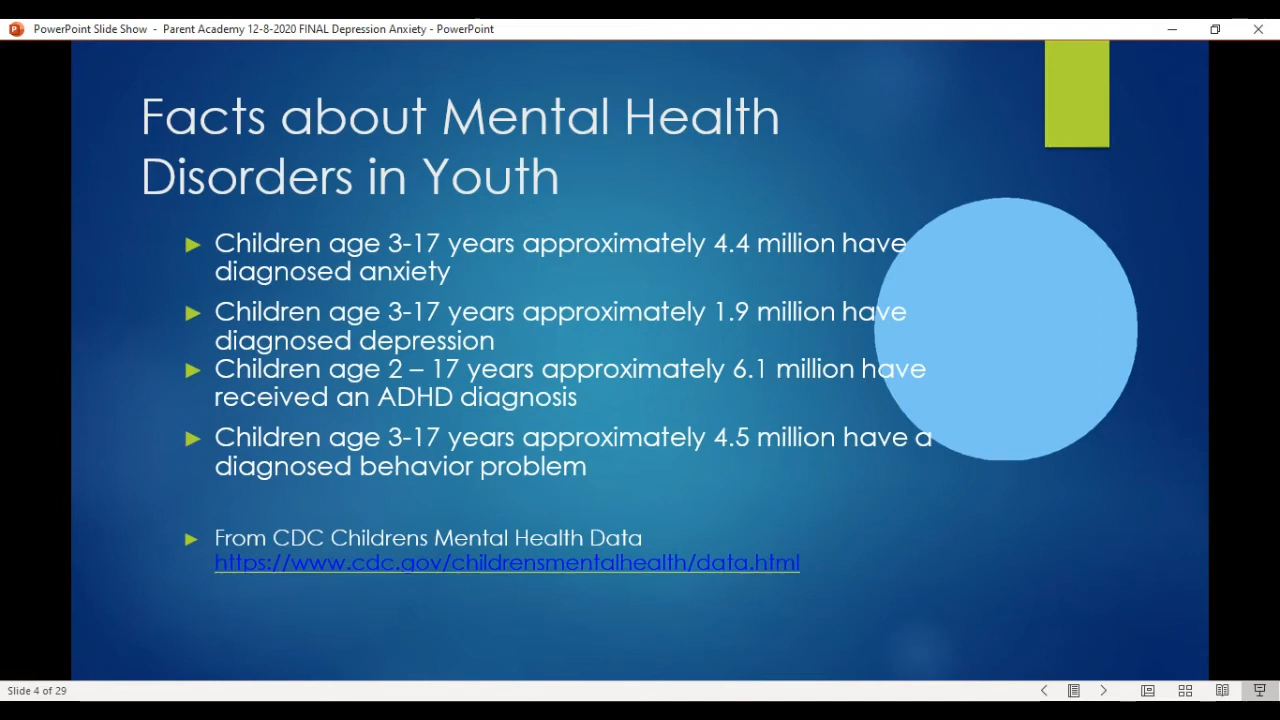 PowerPoint Slide Show - Parent Academy 12-8-2020 FINAL Depression Anxiety - PowerPoint
Facts about Mental Health
Disorders in Youth
Children age 3-17 years approximately 4.4 million have
diagnosed anxiety
Children age 3-17 years approximately 1.9 million have
diagnosed depression
Children age 2 – 17 years approximately 6.1 million have
received an ADHD diagnosis
Children age 3-17 years approximately 4.5 million have a
diagnosed behavior problem
From CDC Childrens Mental Health Data
https://www.cdc.gov/childrensmentalhealth/data.html
Slide 4 of 29